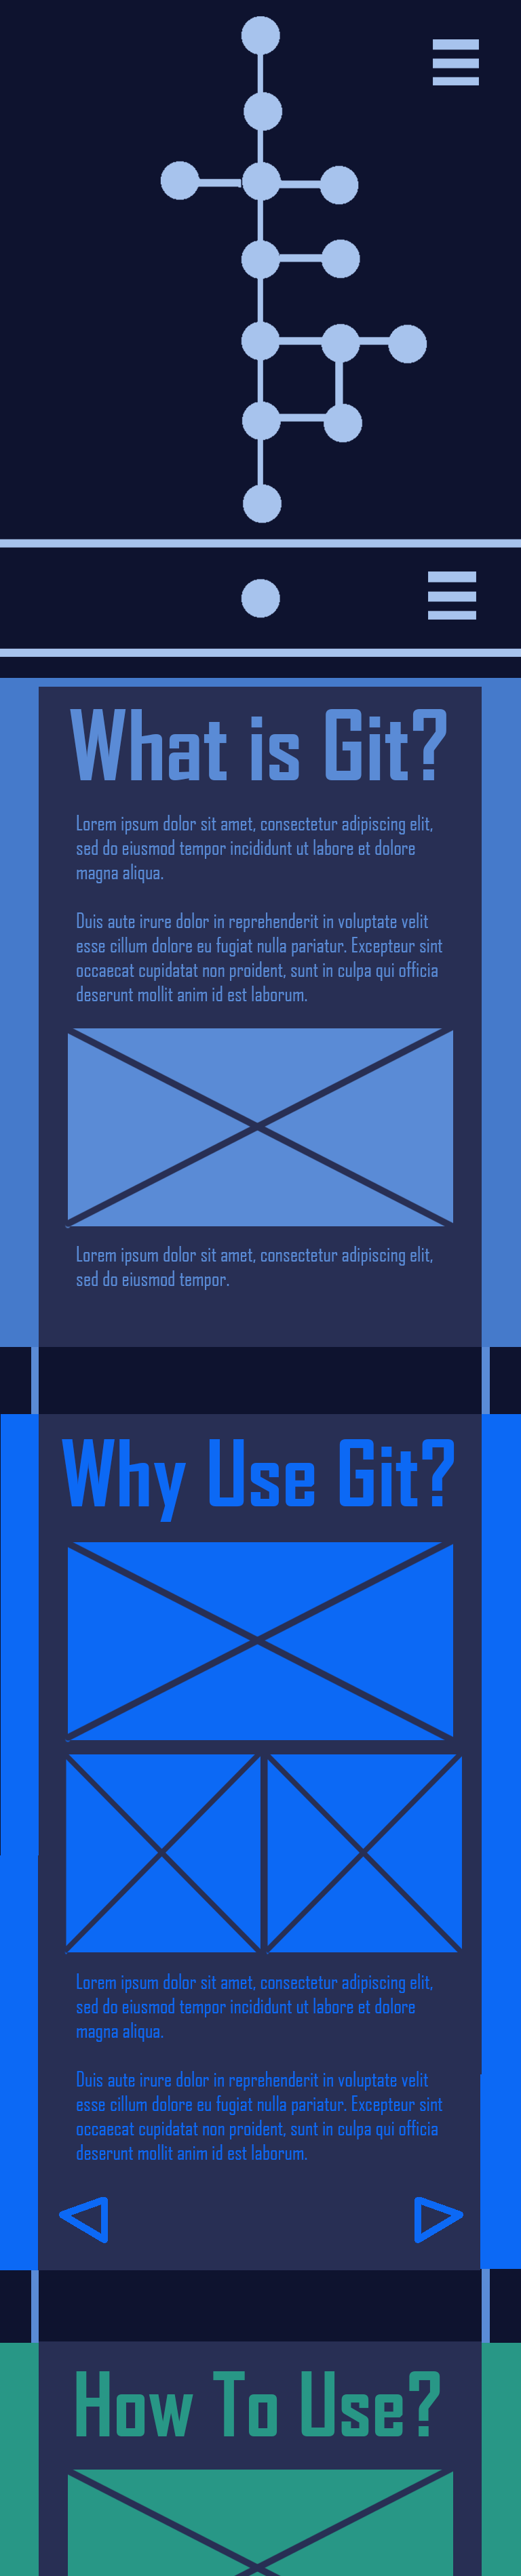 What is Git?
Lorem ipsum dolor sit amet, consectetur adipiscing elit,
sed do eiusmod tempor incididunt ut labore et dolore
magna aliqua.
Duis aute irure dolor in reprehenderit in voluptate velit
esse cillum dolore eu fugiat nulla pariatur. Excepteur sint
occaecat cupidatat non proident, sunt in culpa qui officia
deserunt mollit anim id est laborum.
Lorem ipsum dolor sit amet, consectetur adipiscing elit,
sed do eiusmod tempor.
Why Use Git?
Lorem ipsum dolor sit amet, consectetur adipiscing elit,
sed do eiusmod tempor incididunt ut labore et dolore
magna aliqua.
Duis aute irure dolor in reprehenderit in voluptate velit
esse cillum dolore eu fugiat nulla pariatur. Excepteur sint
occaecat cupidatat non proident, sunt in culpa qui officia
deserunt mollit anim id est laborum.
How To Use?